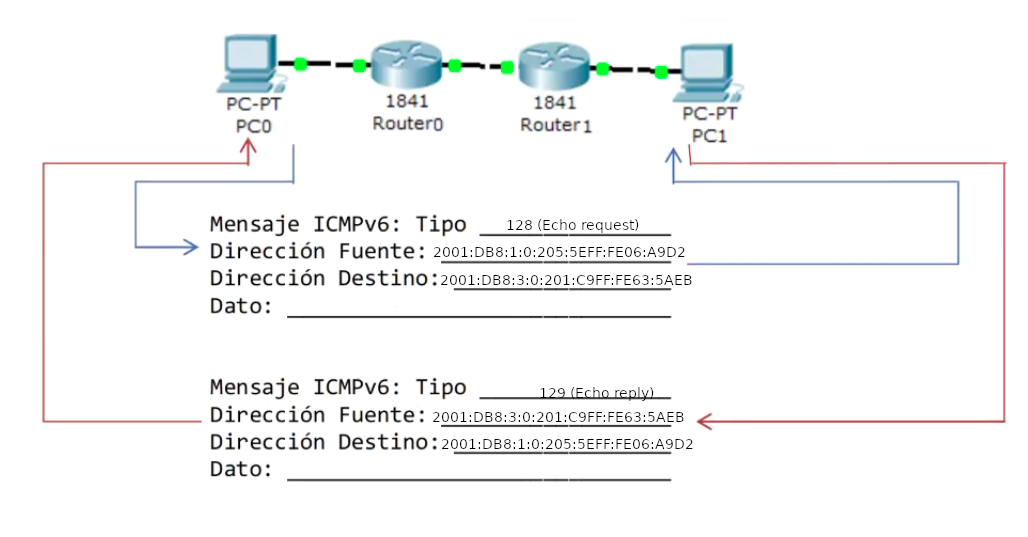 PC-PT
PC0
1841
Router0
1841
Router1
PC-PT
PC1
Mensaje ICMPv6: Tipo 128 (Echo request)
Dirección Fuente: 2001:DB8:1:0:205:5EFF:FE06:A9D2
Dirección Destino: 2001:DB8:3:0:201:C9FF:FE63:5AEB
Dato:
Mensaje ICMPv6: Tipo 129 (Echo reply)
Dirección Fuente: 2001:DB8:3:0:201:C9FF:FE63:5AEB
Dirección Destino: 2001:DB8:1:0:205:5EFF:FE06:A9D2
Dato: